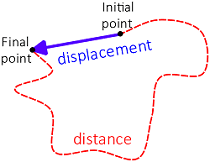 Initial
point
Final
point
displacement
distance